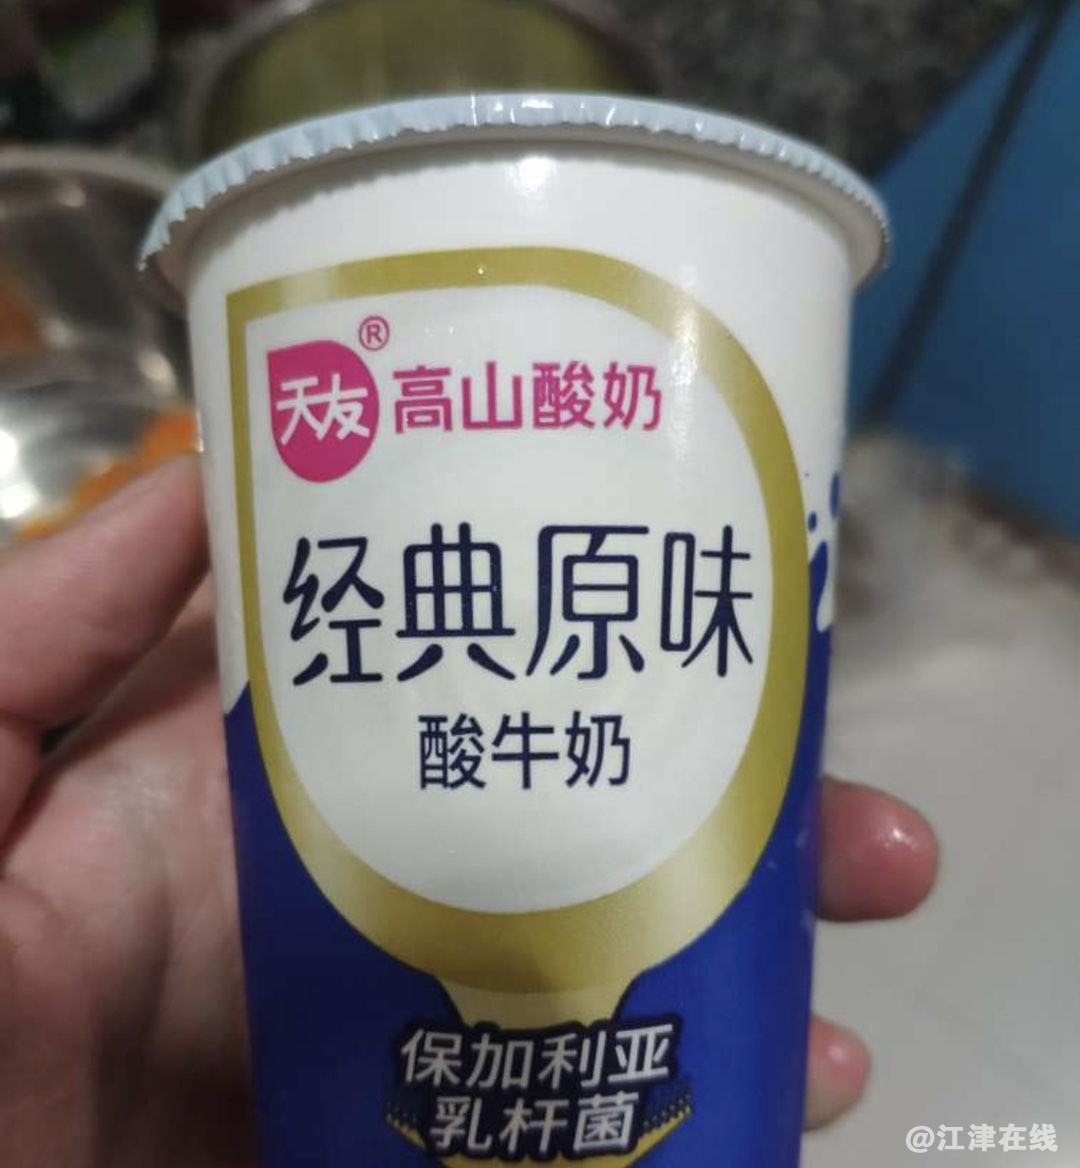 天友® 高山酸奶
经典原味
酸牛奶
保加利亚
乳杆菌
@江津在线